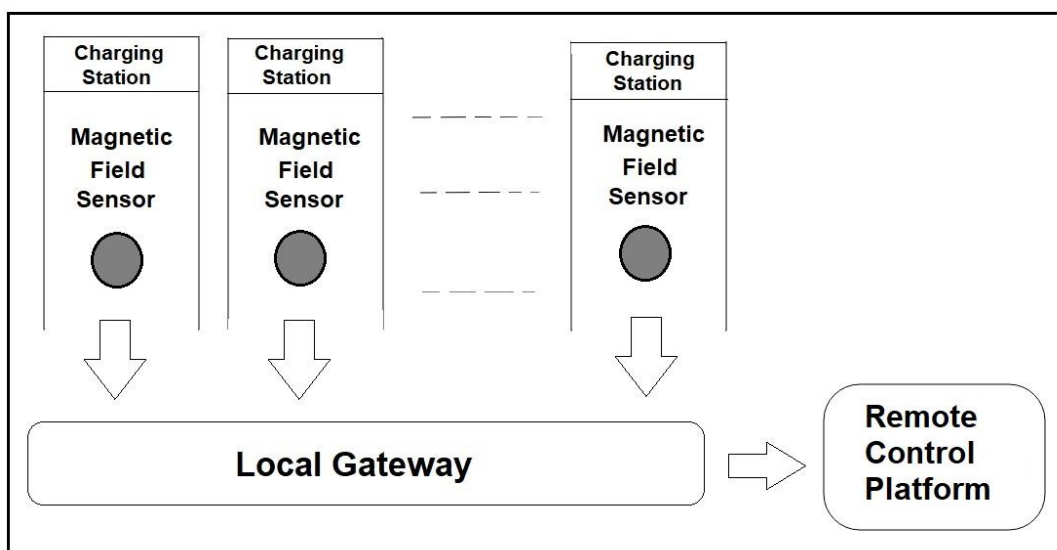 Charging
Station
Magnetic
Field
Sensor
Charging
Station
Magnetic
Field
Sensor
Charging
Station
Magnetic
Field
Sensor
Local Gateway
Remote
Control
Platform